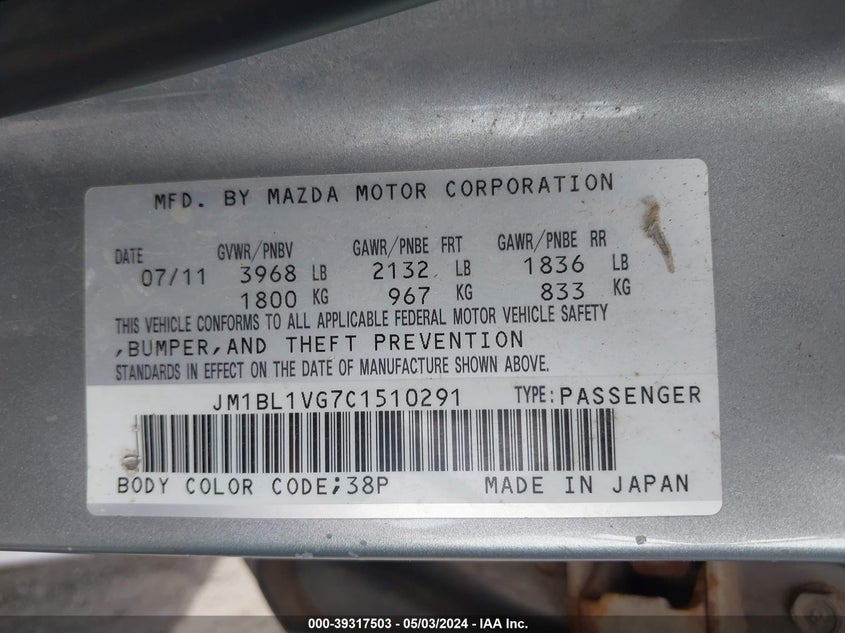 MFD. BY MAZDA MOTOR CORPORATION
DATE GVWR/PNBV GAWR/PNBE FRT GAWR/PNBE RR
07/11 3968 LB 2132 LB 1836 LB
1800 KG 967 KG 833 KG
THIS VEHICLE CONFORMS TO ALL APPLICABLE FEDERAL MOTOR VEHICLE SAFETY
,BUMPER,AND THEFT PREVENTION
STANDARDS IN EFFECT ON THE DATE OF MANUFACTURE SHOWN ABOVE.
JM1BL1VG7C1510291 TYPE:PASSENGER
BODY COLOR CODE;38P MADE IN JAPAN
000-39317503 - 05/03/2024 - IAA Inc.